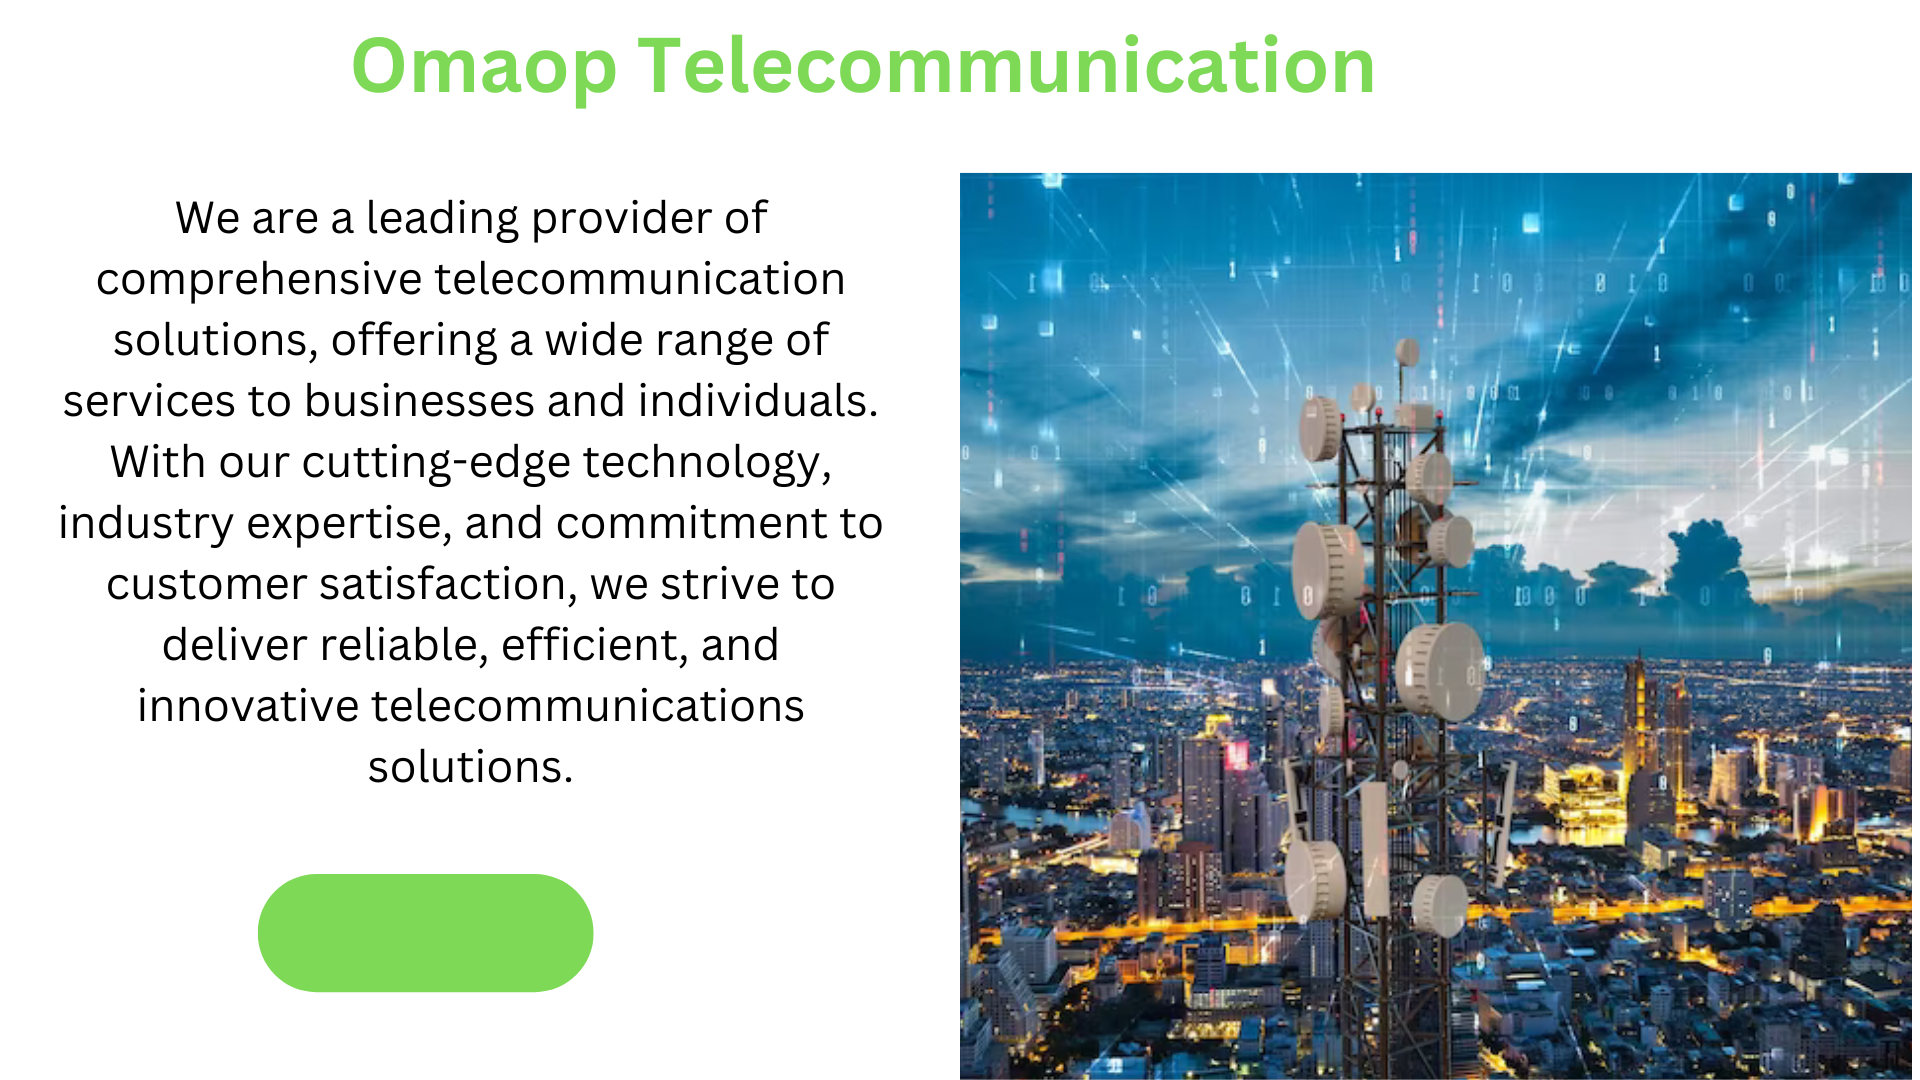 Omaop Telecommunication
We are a leading provider of
comprehensive telecommunication
solutions, offering a wide range of
services to businesses and individuals.
With our cutting-edge technology,
industry expertise, and commitment to
customer satisfaction, we strive to
deliver reliable, efficient, and
innovative telecommunications
solutions.